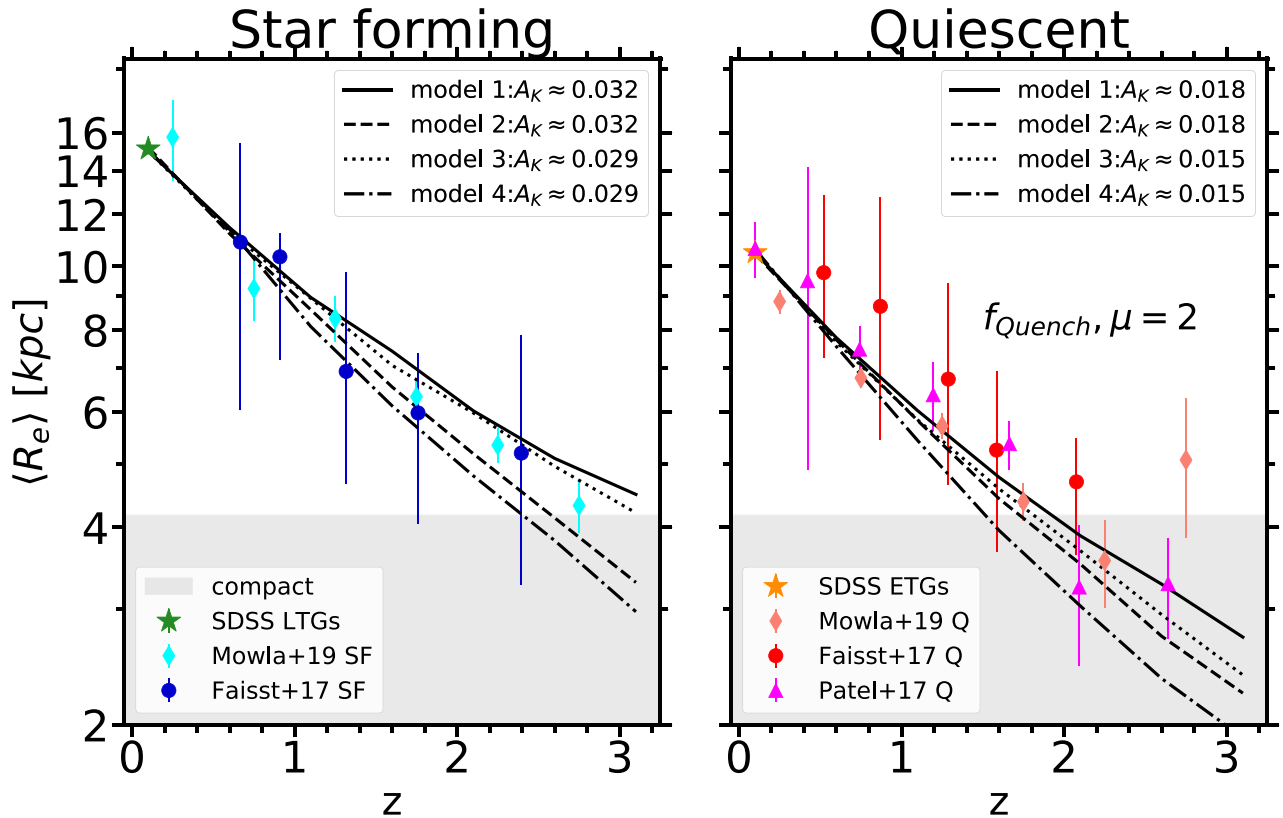 Star forming
Quiescent
model 1:A_K ≈ 0.032
model 2:A_K ≈ 0.032
model 3:A_K ≈ 0.029
model 4:A_K ≈ 0.029
model 1:A_K ≈ 0.018
model 2:A_K ≈ 0.018
model 3:A_K ≈ 0.015
model 4:A_K ≈ 0.015
16
14
12
10
8
6
4
2
⟨R_e⟩ [kpc]
f_Quench, μ = 2
compact
SDSS LTGs
Mowla+19 SF
Faisst+17 SF
SDSS ETGs
Mowla+19 Q
Faisst+17 Q
Patel+17 Q
0 1 2 3
0 1 2 3
z
z